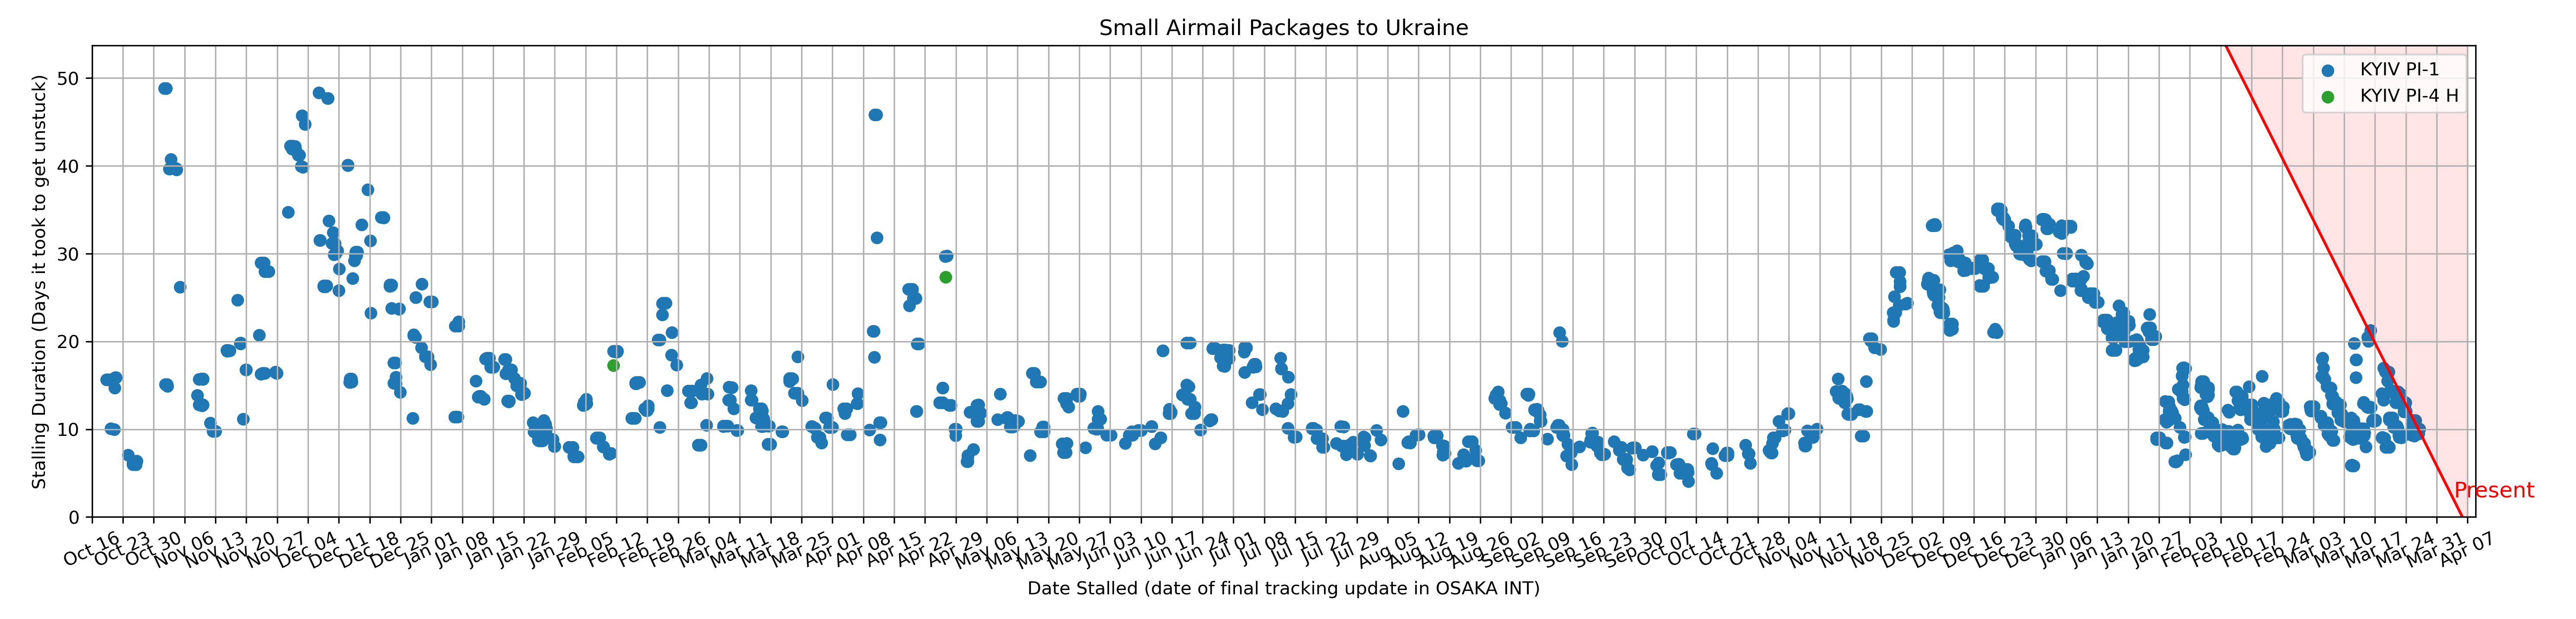 Small Airmail Packages to Ukraine
KYIV PI-1
KYIV PI-4 H
Stalling Duration (Days it took to get unstuck)
50
40
30
20
10
0
Present
Oct 16 Oct 23 Oct 30 Nov 06 Nov 13 Nov 20 Nov 27 Dec 04 Dec 11 Dec 18 Dec 25 Jan 01 Jan 08 Jan 15 Jan 22 Jan 29 Feb 05 Feb 12 Feb 19 Feb 26 Mar 04 Mar 11 Mar 18 Mar 25 Apr 01 Apr 08 Apr 15 Apr 22 Apr 29 May 06 May 13 May 20 May 27 Jun 03 Jun 10 Jun 17 Jun 24 Jul 01 Jul 08 Jul 15 Jul 22 Jul 29 Aug 05 Aug 12 Aug 19 Aug 26 Sep 02 Sep 09 Sep 16 Sep 23 Sep 30 Oct 07 Oct 14 Oct 21 Oct 28 Nov 04 Nov 11 Nov 18 Nov 25 Dec 02 Dec 09 Dec 16 Dec 23 Dec 30 Jan 06 Jan 13 Jan 20 Jan 27 Feb 03 Feb 10 Feb 17 Feb 24 Mar 03 Mar 10 Mar 17 Mar 24 Mar 31 Apr 07
Date Stalled (date of final tracking update in OSAKA INT)